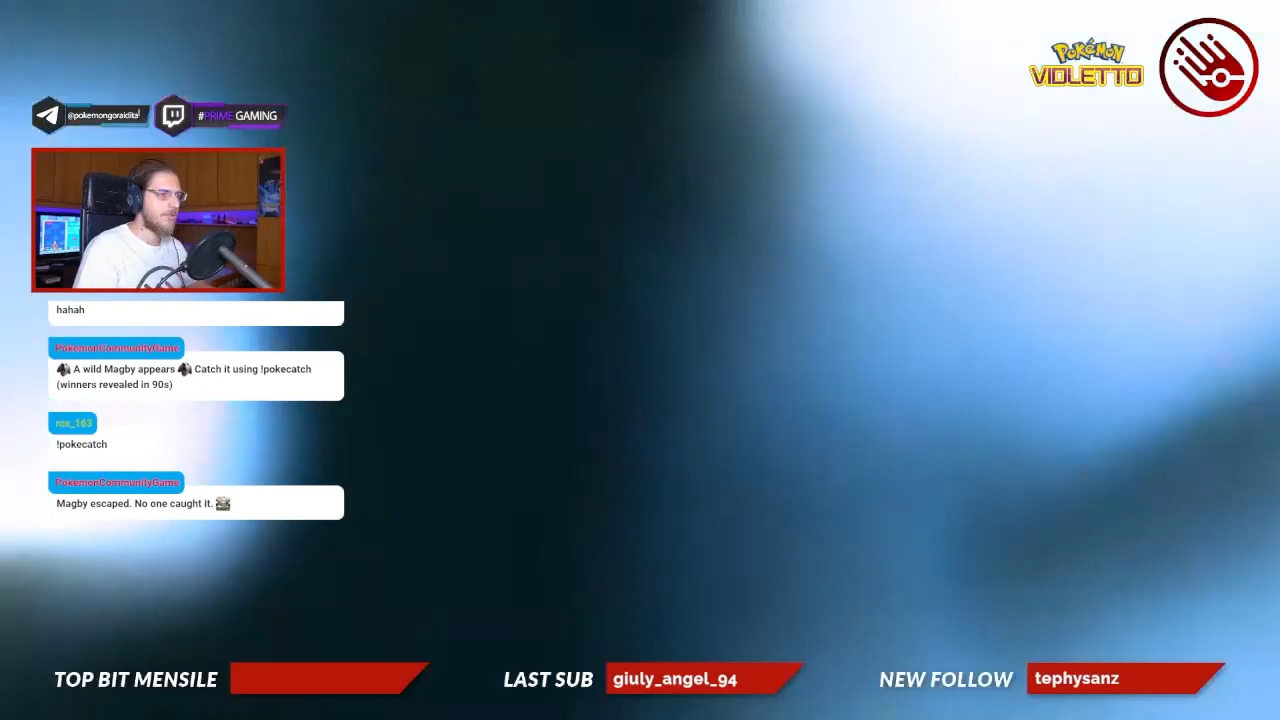 POKÉMON
VIOLETTO
@pokemongoraidital
#PRIME GAMING
hahah
PokemonCommunityGame
A wild Magby appears Catch it using !pokecatch
(winners revealed in 90s)
rox_163
!pokecatch
PokemonCommunityGame
Magby escaped. No one caught it.
TOP BIT MENSILE
LAST SUB giuly_angel_94
NEW FOLLOW tephysanz